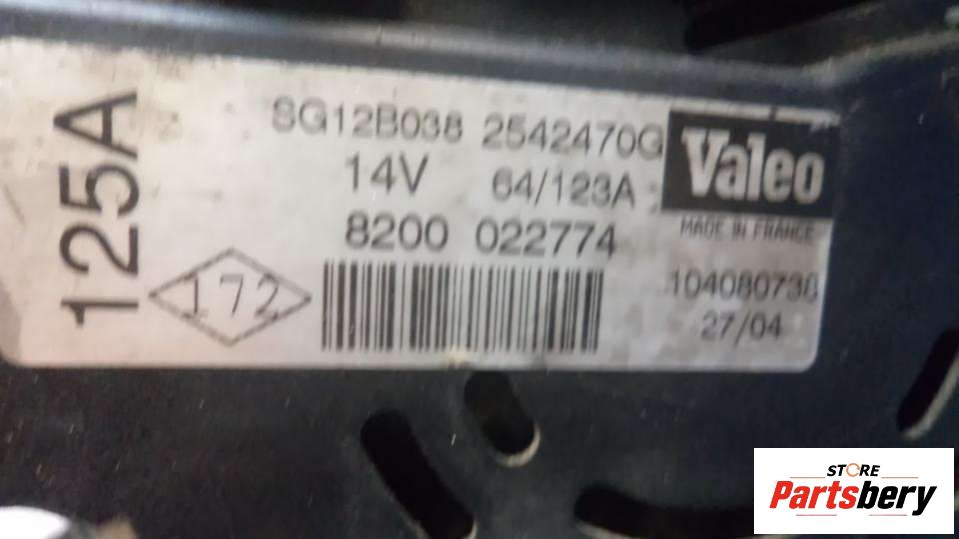 125A
SG12B038 2542470G
14V 64/123A
8200 022774
172
Valeo
MADE IN FRANCE
104080738
27/04
STORE
Partsbery